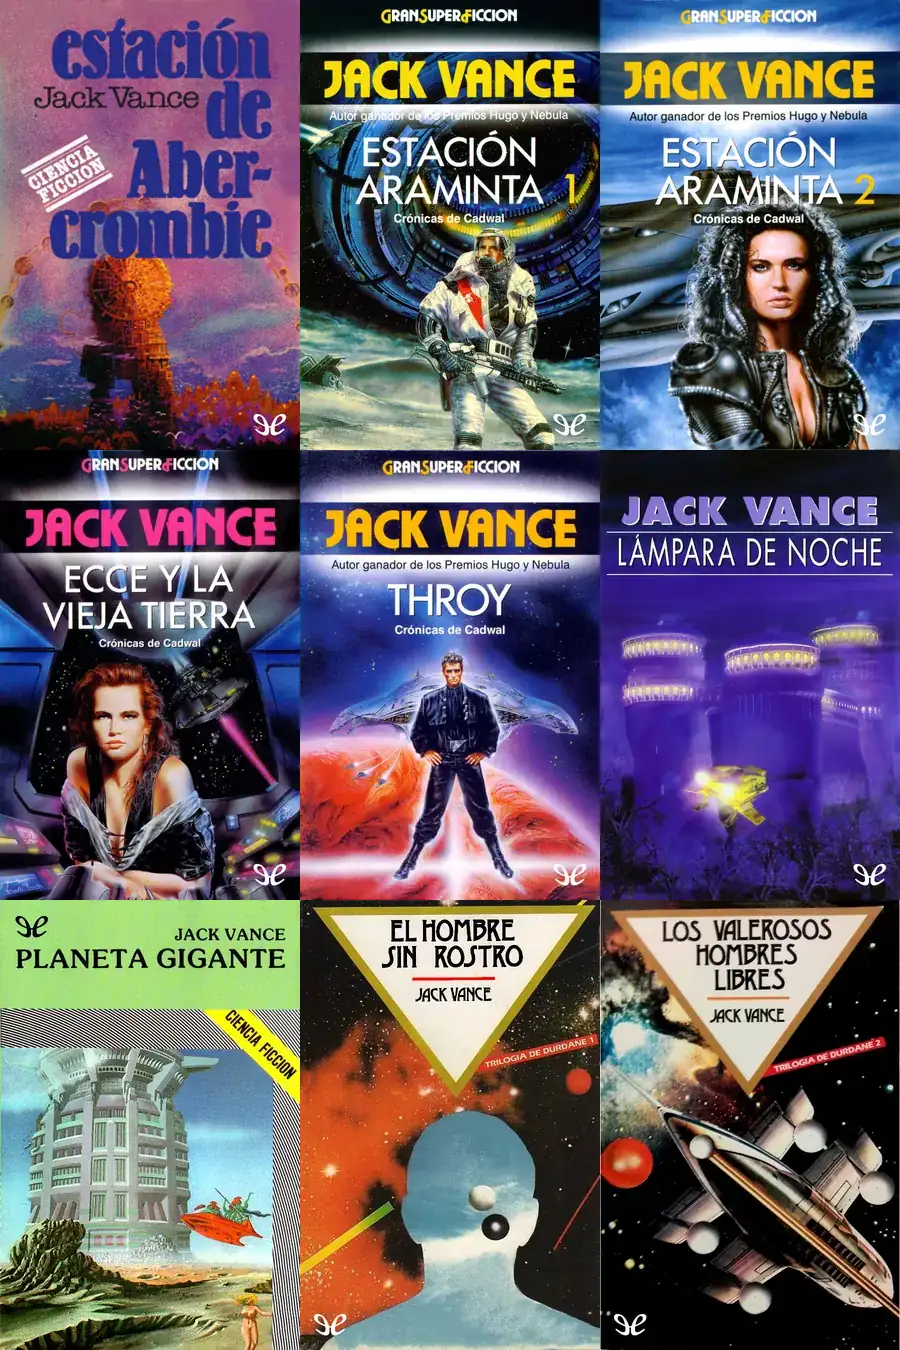 estación
Jack Vance
de
Aber-
crombie
CIENCIA
FICCION
GRANSUPERFICCION
JACK VANCE
Autor ganador de los Premios Hugo y Nebula
ESTACIÓN
ARAMINTA 1
Crónicas de Cadwal
GRANSUPERFICCION
JACK VANCE
Autor ganador de los Premios Hugo y Nebula
ESTACIÓN
ARAMINTA 2
Crónicas de Cadwal
GRANSUPERFICCION
JACK VANCE
ECCE Y LA
VIEJA TIERRA
Crónicas de Cadwal
GRANSUPERFICCION
JACK VANCE
Autor ganador de los Premios Hugo y Nebula
THROY
Crónicas de Cadwal
JACK VANCE
LÁMPARA DE NOCHE
JACK VANCE
PLANETA GIGANTE
CIENCIA FICCION
EL HOMBRE
SIN ROSTRO
JACK VANCE
TRILOGÍA DE DURDANE 1
LOS VALEROSOS
HOMBRES
LIBRES
JACK VANCE
TRILOGÍA DE DURDANE 2